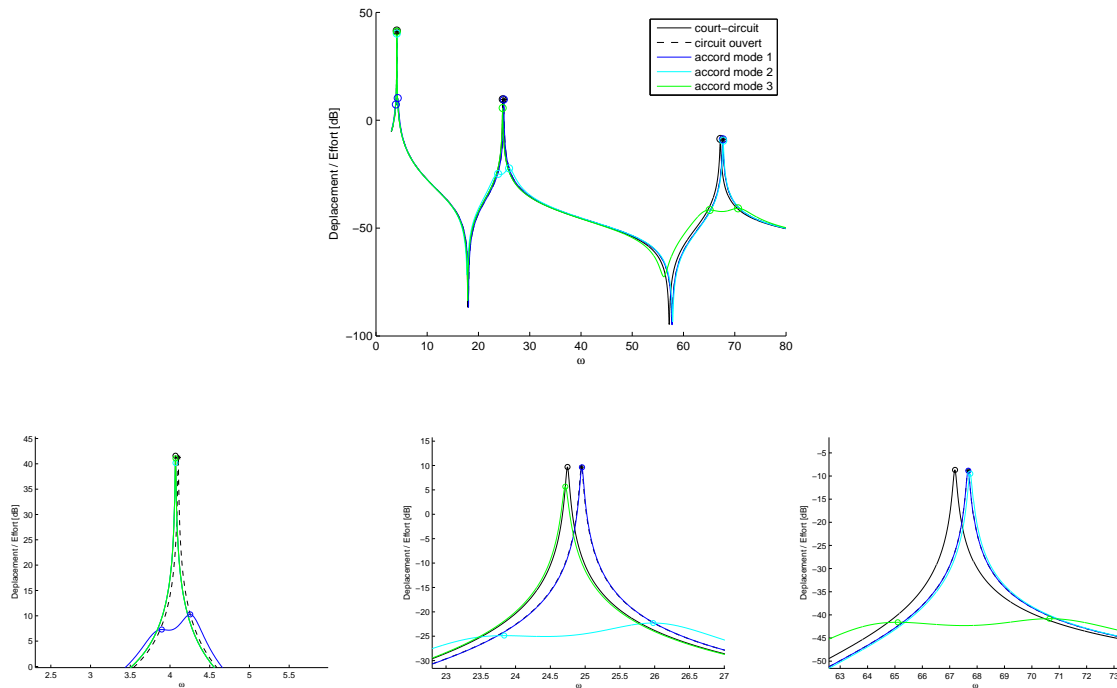 50
0
−50
−100
Deplacement / Effort [dB]
0 10 20 30 40 50 60 70 80
ω
court−circuit
circuit ouvert
accord mode 1
accord mode 2
accord mode 3
45
40
35
30
25
20
15
10
5
0
Deplacement / Effort [dB]
2.5 3 3.5 4 4.5 5 5.5
ω
15
10
5
0
−5
−10
−15
−20
−25
−30
Deplacement / Effort [dB]
23 23.5 24 24.5 25 25.5 26 26.5 27
ω
−5
−10
−15
−20
−25
−30
−35
−40
−45
−50
Deplacement / Effort [dB]
63 64 65 66 67 68 69 70 71 72 73
ω